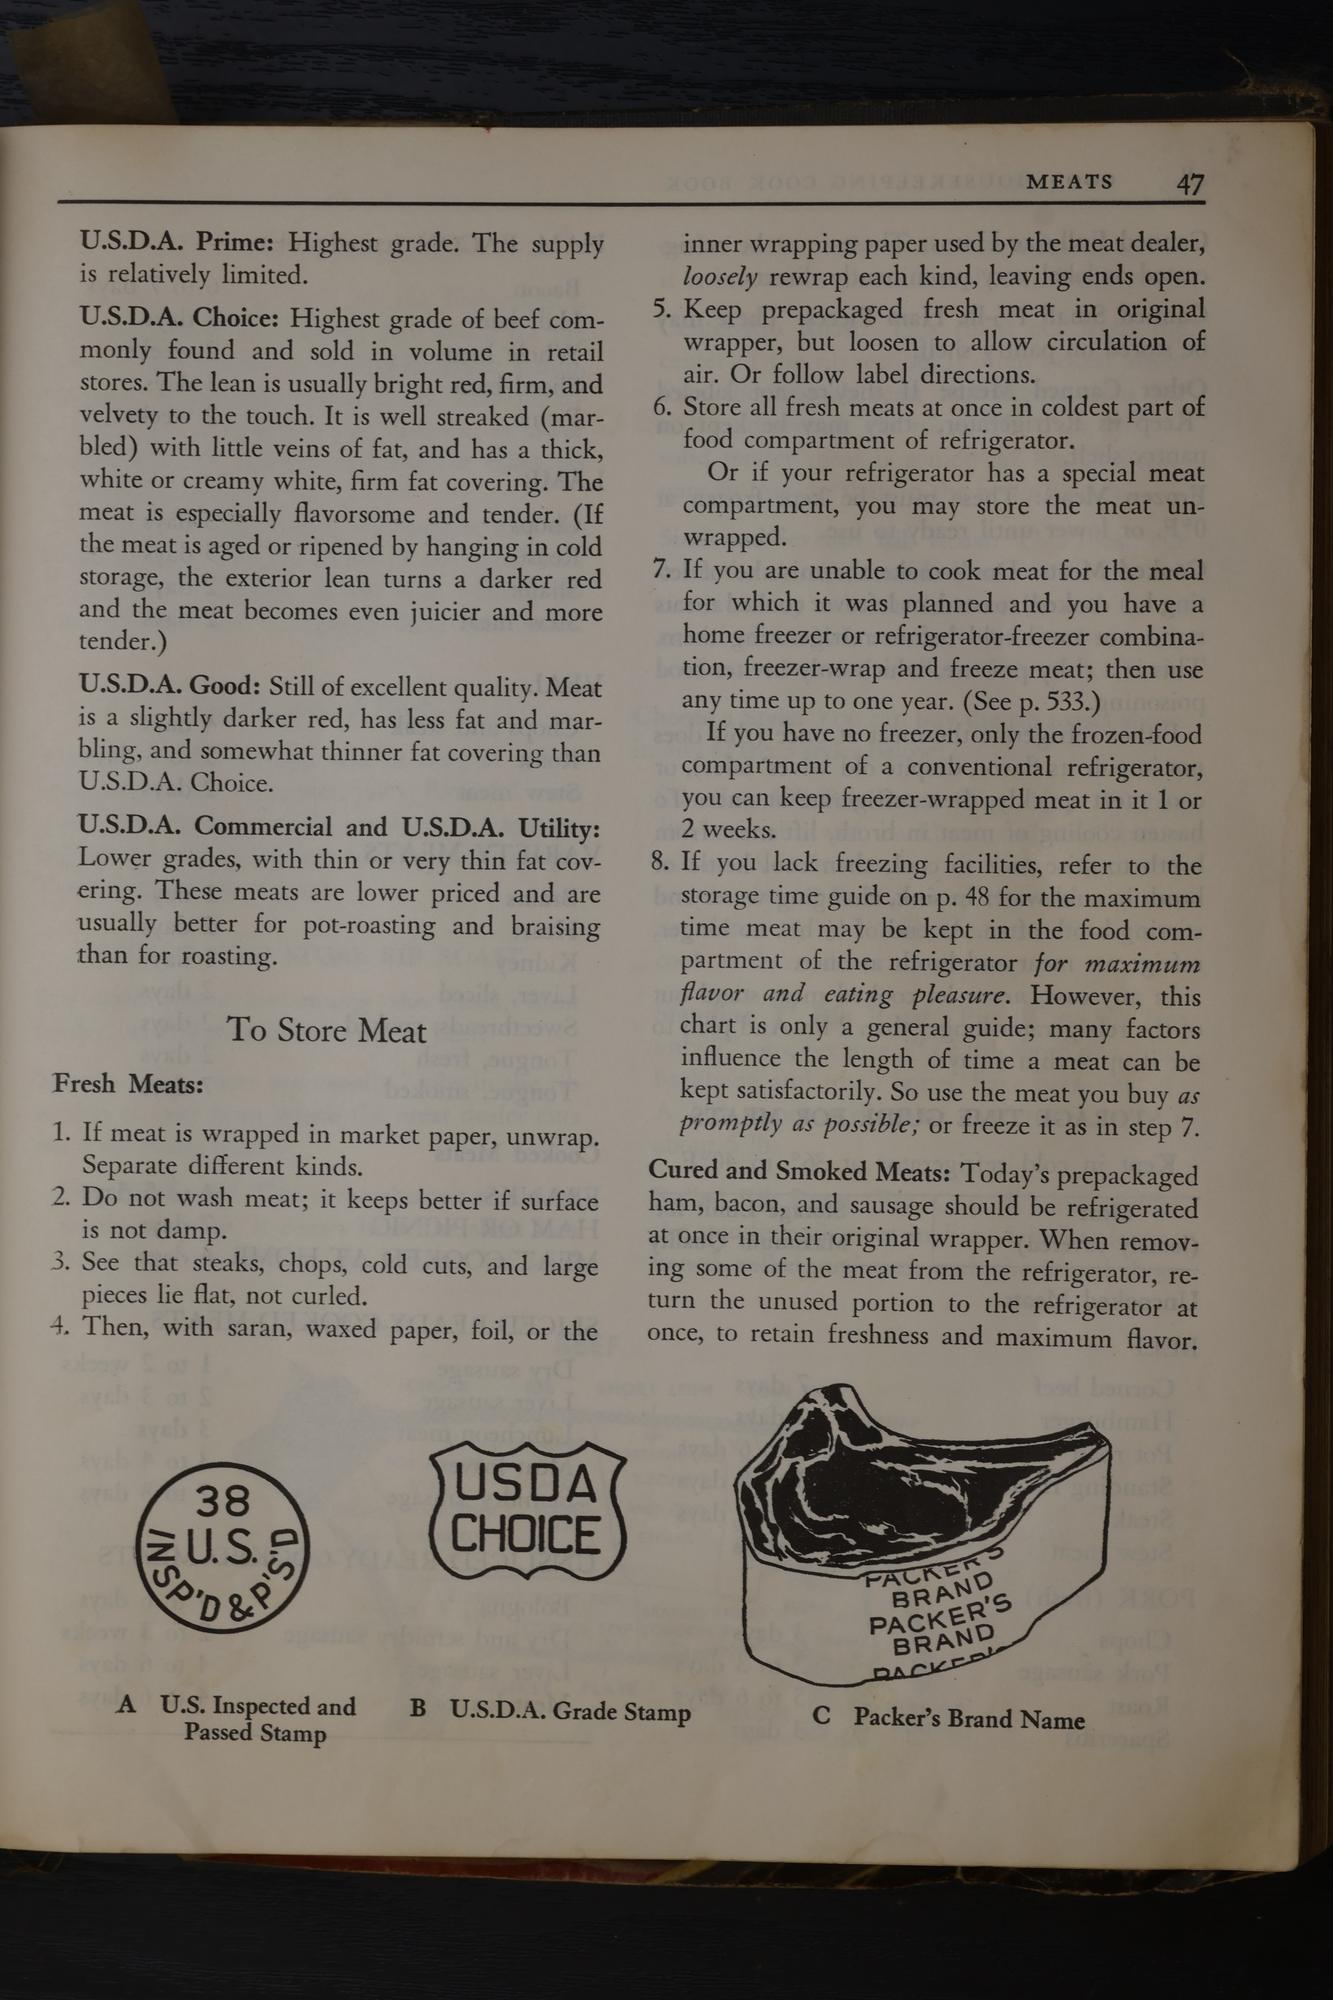 MEATS 47
U.S.D.A. Prime: Highest grade. The supply
is relatively limited.
U.S.D.A. Choice: Highest grade of beef com-
monly found and sold in volume in retail
stores. The lean is usually bright red, firm, and
velvety to the touch. It is well streaked (mar-
bled) with little veins of fat, and has a thick,
white or creamy white, firm fat covering. The
meat is especially flavorsome and tender. (If
the meat is aged or ripened by hanging in cold
storage, the exterior lean turns a darker red
and the meat becomes even juicier and more
tender.)
U.S.D.A. Good: Still of excellent quality. Meat
is a slightly darker red, has less fat and mar-
bling, and somewhat thinner fat covering than
U.S.D.A. Choice.
U.S.D.A. Commercial and U.S.D.A. Utility:
Lower grades, with thin or very thin fat cov-
ering. These meats are lower priced and are
usually better for pot-roasting and braising
than for roasting.
To Store Meat
Fresh Meats:
1. If meat is wrapped in market paper, unwrap.
Separate different kinds.
2. Do not wash meat; it keeps better if surface
is not damp.
3. See that steaks, chops, cold cuts, and large
pieces lie flat, not curled.
4. Then, with saran, waxed paper, foil, or the
inner wrapping paper used by the meat dealer,
loosely rewrap each kind, leaving ends open.
5. Keep prepackaged fresh meat in original
wrapper, but loosen to allow circulation of
air. Or follow label directions.
6. Store all fresh meats at once in coldest part of
food compartment of refrigerator.
Or if your refrigerator has a special meat
compartment, you may store the meat un-
wrapped.
7. If you are unable to cook meat for the meal
for which it was planned and you have a
home freezer or refrigerator-freezer combina-
tion, freezer-wrap and freeze meat; then use
any time up to one year. (See p. 533.)
If you have no freezer, only the frozen-food
compartment of a conventional refrigerator,
you can keep freezer-wrapped meat in it 1 or
2 weeks.
8. If you lack freezing facilities, refer to the
storage time guide on p. 48 for the maximum
time meat may be kept in the food com-
partment of the refrigerator for maximum
flavor and eating pleasure. However, this
chart is only a general guide; many factors
influence the length of time a meat can be
kept satisfactorily. So use the meat you buy as
promptly as possible; or freeze it as in step 7.
Cured and Smoked Meats: Today's prepackaged
ham, bacon, and sausage should be refrigerated
at once in their original wrapper. When remov-
ing some of the meat from the refrigerator, re-
turn the unused portion to the refrigerator at
once, to retain freshness and maximum flavor.
38
U.S.
INSP'D & P'S'D
USDA
CHOICE
PACKER'S
BRAND
PACKER'S
BRAND
PACKER'S
A U.S. Inspected and
Passed Stamp
B U.S.D.A. Grade Stamp
C Packer's Brand Name